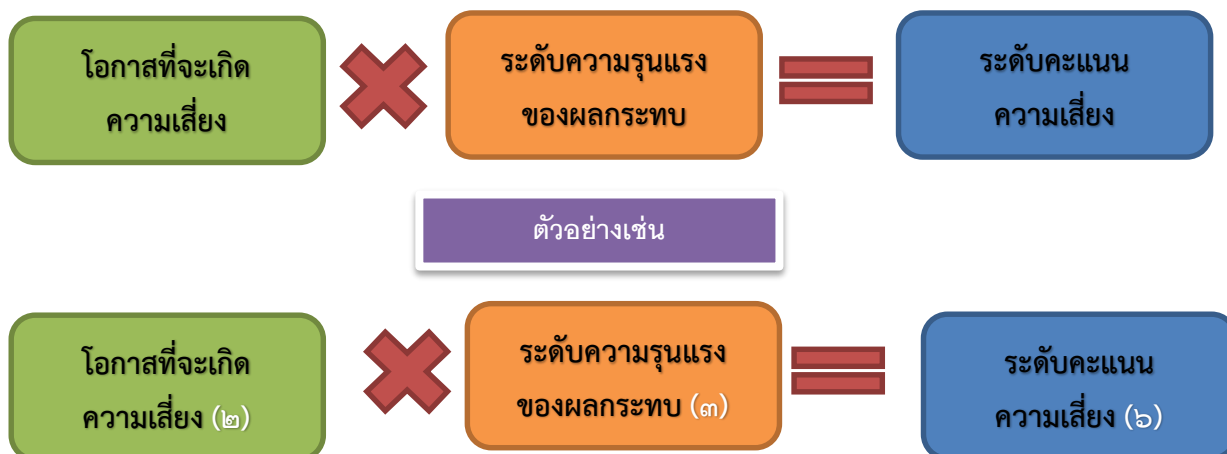 โอกาสที่จะเกิด
ความเสี่ยง
ระดับความรุนแรง
ของผลกระทบ
ระดับคะแนน
ความเสี่ยง
ตัวอย่างเช่น
โอกาสที่จะเกิด
ความเสี่ยง (๒)
ระดับความรุนแรง
ของผลกระทบ (๓)
ระดับคะแนน
ความเสี่ยง (๖)